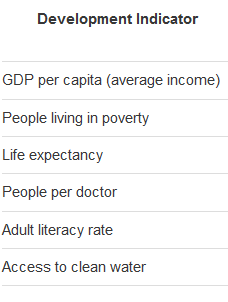 Development Indicator
GDP per capita (average income)
People living in poverty
Life expectancy
People per doctor
Adult literacy rate
Access to clean water